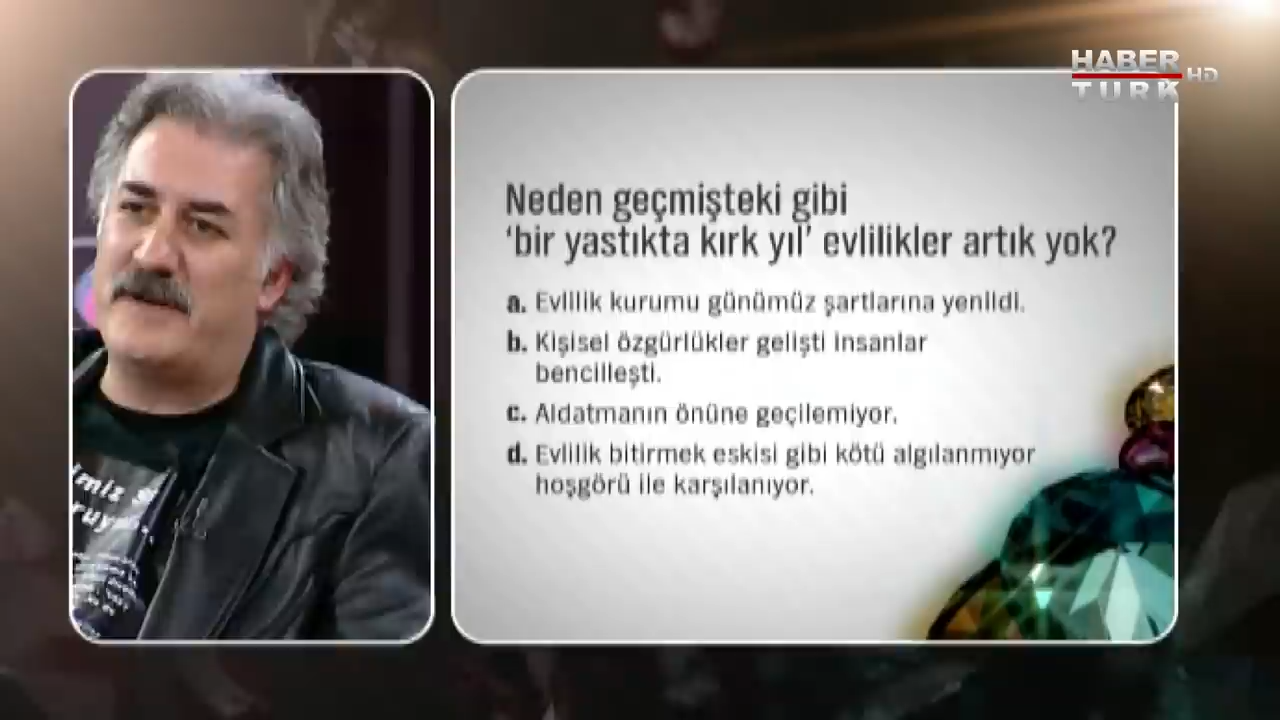 HABER
TURK HD
Neden geçmişteki gibi
‘bir yastıkta kırk yıl’ evlilikler artık yok?
a. Evlilik kurumu günümüz şartlarına yenildi.
b. Kişisel özgürlükler gelişti insanlar
bencilleşti.
c. Aldatmanın önüne geçilemiyor.
d. Evlilik bitirmek eskisi gibi kötü algılanmıyor
hoşgörü ile karşılanıyor.